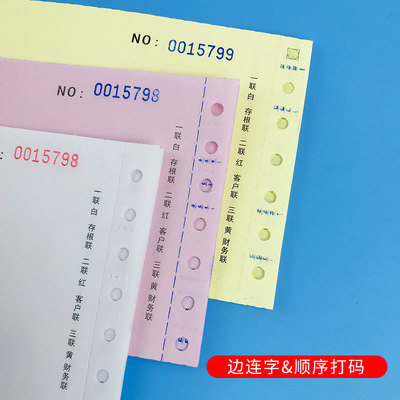 NO: 0015799
NO: 0015798
: 0015798
一联白 存根联 二联红 客户联 三联黄 财务联
一联白 存根联 二联红 客户联 三联黄 财务联
一联白 存根联 二联红 客户联 三联黄 财务联
边连字&顺序打码